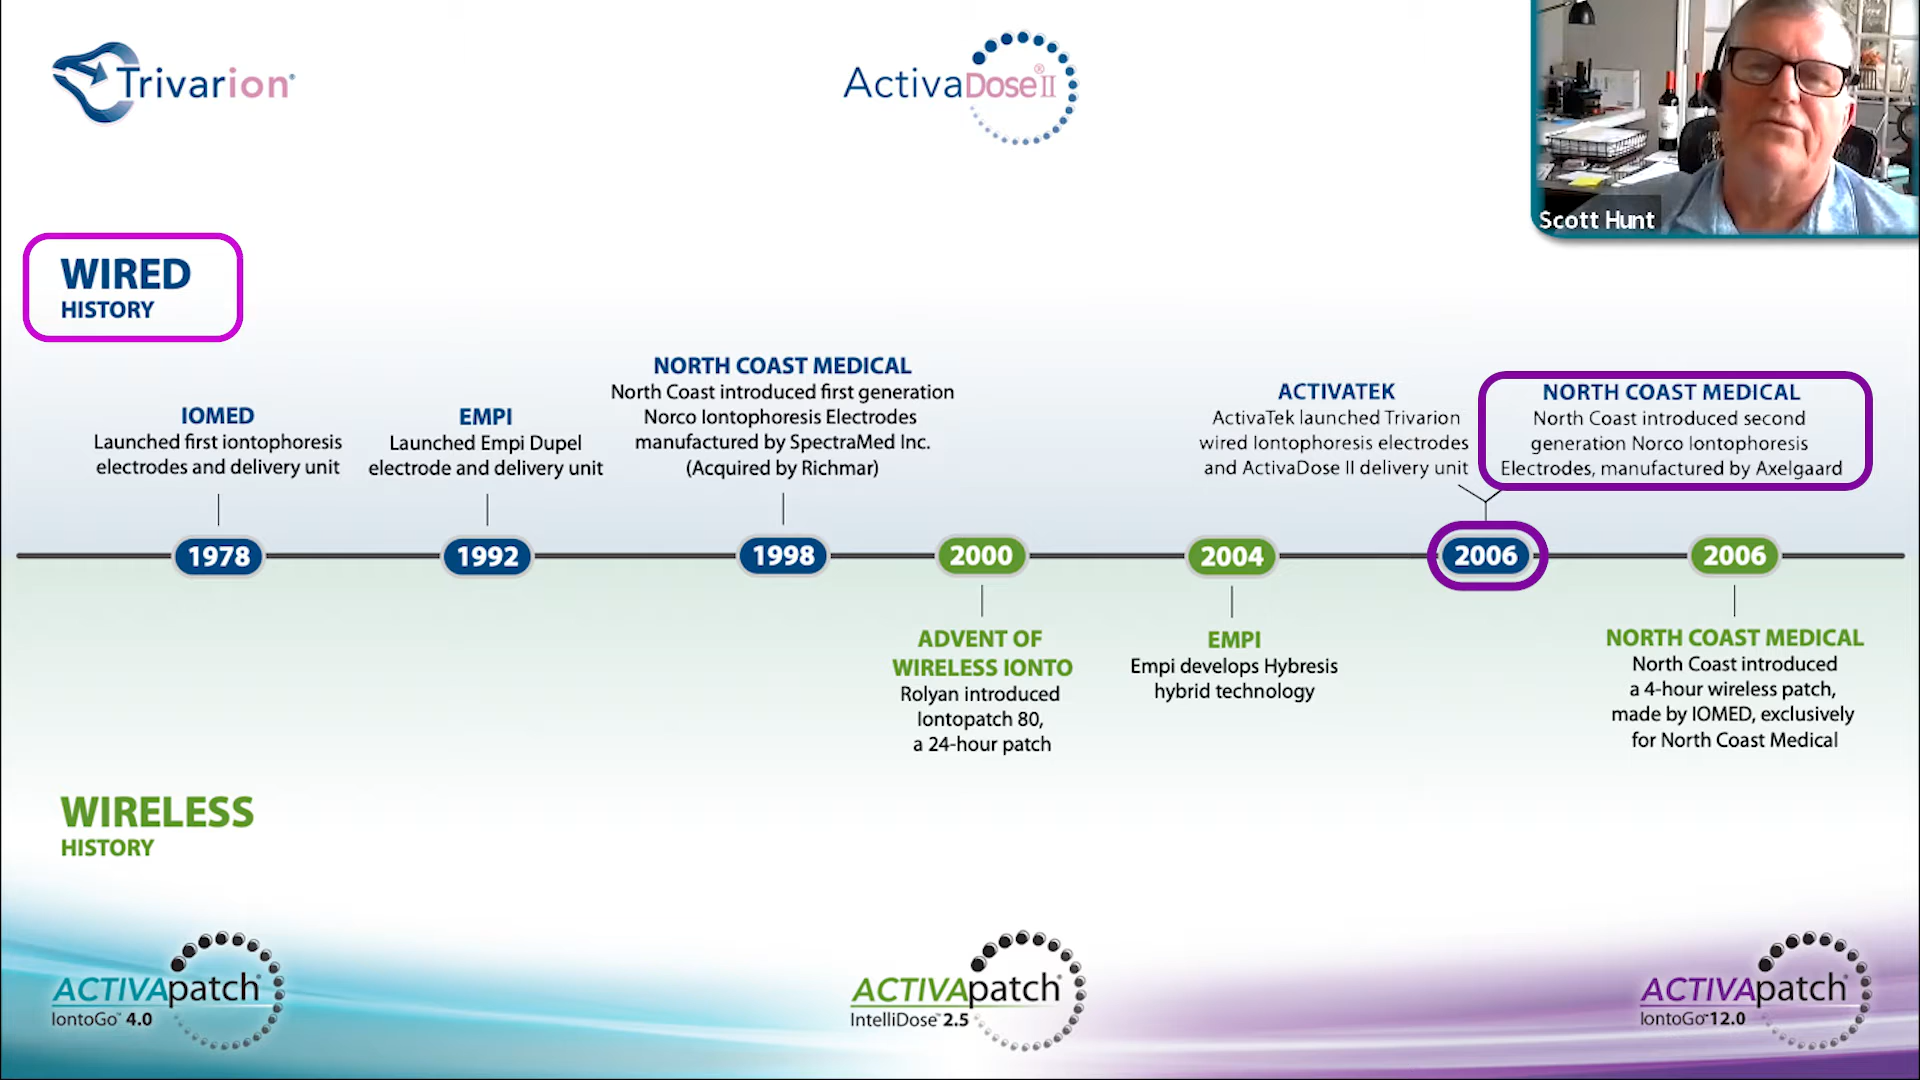 Trivarion®
ActivaDose® II
Scott Hunt
WIRED
HISTORY
IOMED
Launched first iontophoresis
electrodes and delivery unit
EMPI
Launched Empi Dupel
electrode and delivery unit
NORTH COAST MEDICAL
North Coast introduced first generation
Norco Iontophoresis Electrodes
manufactured by SpectraMed Inc.
(Acquired by Richmar)
ACTIVATEK
ActivaTek launched Trivarion
wired Iontophoresis electrodes
and ActivaDose II delivery unit
NORTH COAST MEDICAL
North Coast introduced second
generation Norco Iontophoresis
Electrodes, manufactured by Axelgaard
1978
1992
1998
2000
2004
2006
2006
ADVENT OF
WIRELESS IONTO
Rolyan introduced
Iontopatch 80,
a 24-hour patch
EMPI
Empi develops Hybresis
hybrid technology
NORTH COAST MEDICAL
North Coast introduced
a 4-hour wireless patch,
made by IOMED, exclusively
for North Coast Medical
WIRELESS
HISTORY
ACTIVApatch®
IontoGo™ 4.0
ACTIVApatch®
IntelliDose™ 2.5
ACTIVApatch®
IontoGo™ 12.0